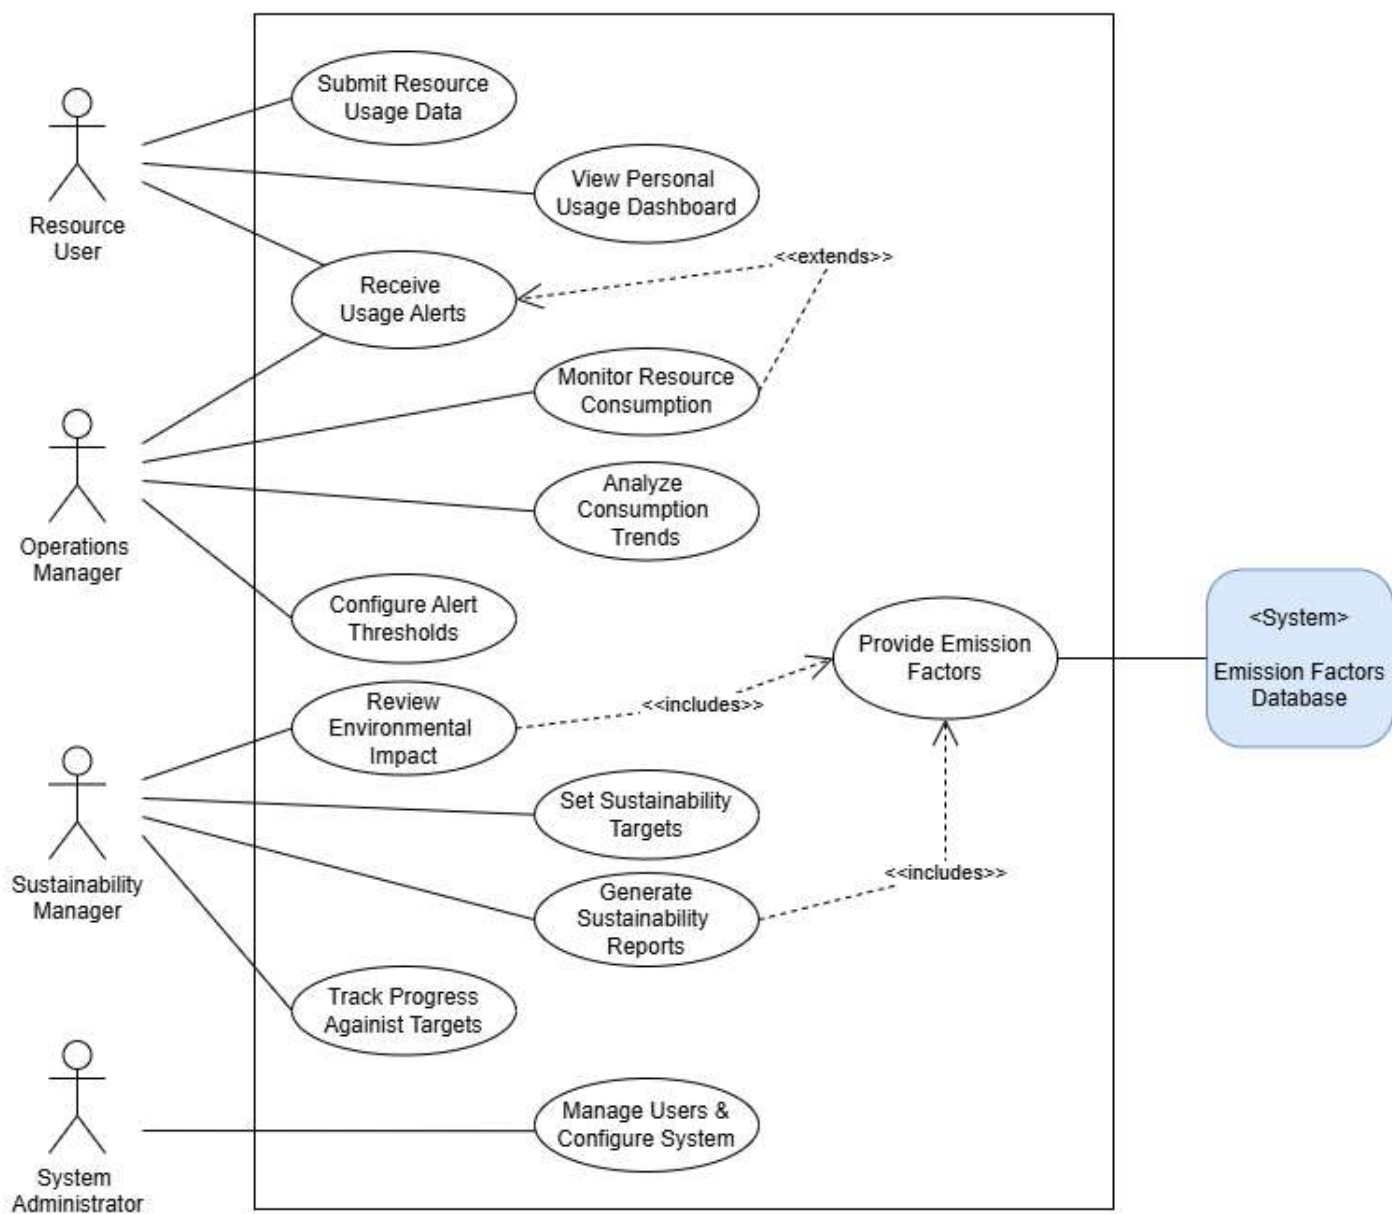 Submit Resource
Usage Data
View Personal
Usage Dashboard
Resource
User
<<extends>>
Receive
Usage Alerts
Monitor Resource
Consumption
Analyze
Consumption
Trends
Operations
Manager
Configure Alert
Thresholds
Provide Emission
Factors
<System>
Emission Factors
Database
<<includes>>
Review
Environmental
Impact
Set Sustainability
Targets
Sustainability
Manager
<<includes>>
Generate
Sustainability
Reports
Track Progress
Againist Targets
Manage Users &
Configure System
System
Administrator